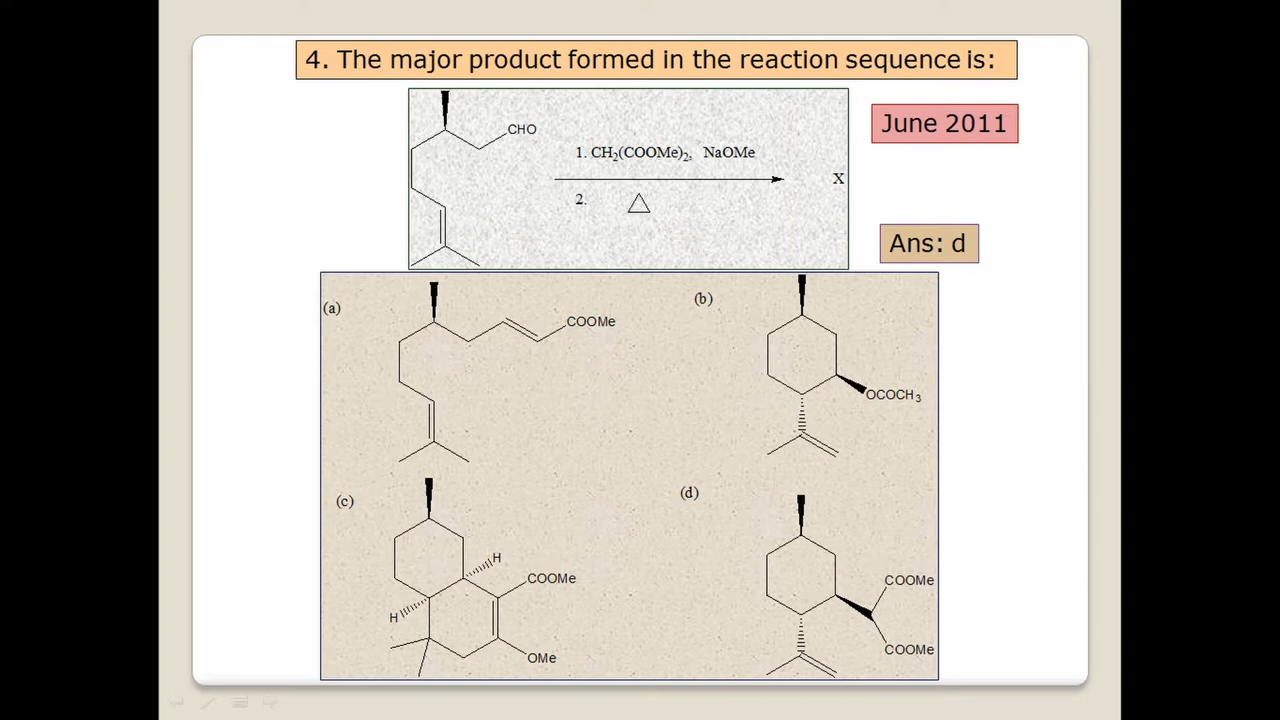 4. The major product formed in the reaction sequence is:
June 2011
CHO
1. CH₂(COOMe)₂, NaOMe
2.
X
Ans: d
(a)
COOMe
(b)
OCOCH₃
(c)
H
COOMe
H
OMe
(d)
COOMe
COOMe